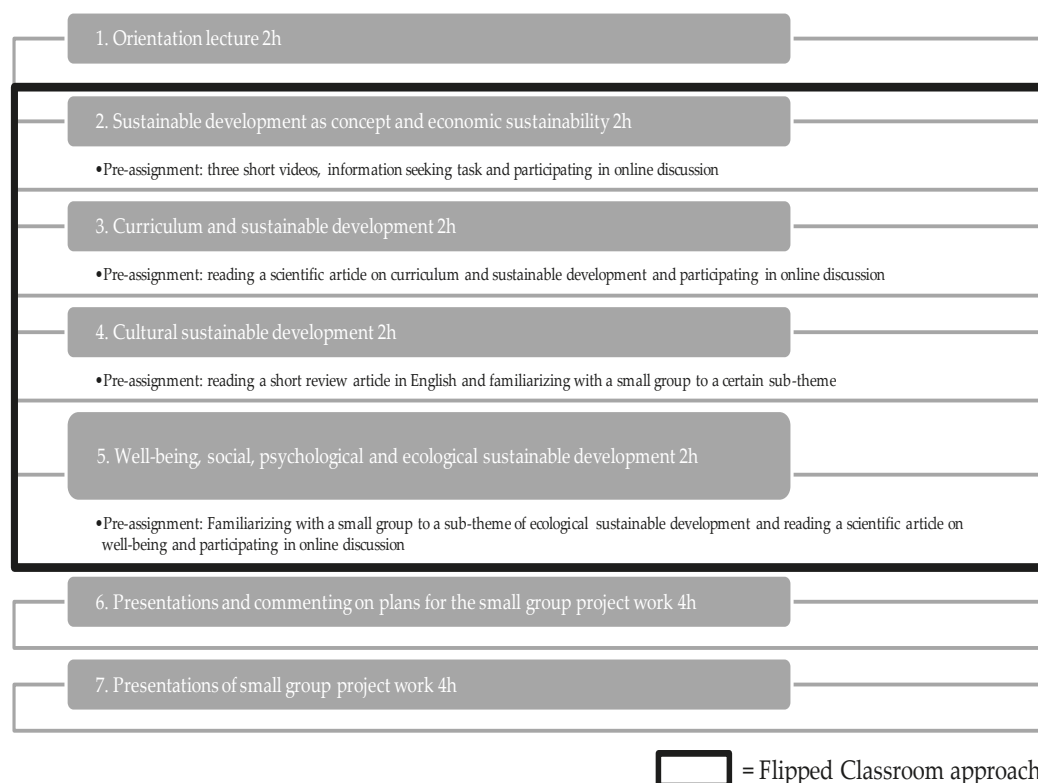 1. Orientation lecture 2h
2. Sustainable development as concept and economic sustainability 2h
•Pre-assignment: three short videos, information seeking task and participating in online discussion
3. Curriculum and sustainable development 2h
•Pre-assignment: reading a scientific article on curriculum and sustainable development and participating in online discussion
4. Cultural sustainable development 2h
•Pre-assignment: reading a short review article in English and familiarizing with a small group to a certain sub-theme
5. Well-being, social, psychological and ecological sustainable development 2h
•Pre-assignment: Familiarizing with a small group to a sub-theme of ecological sustainable development and reading a scientific article on
well-being and participating in online discussion
6. Presentations and commenting on plans for the small group project work 4h
7. Presentations of small group project work 4h
= Flipped Classroom approach